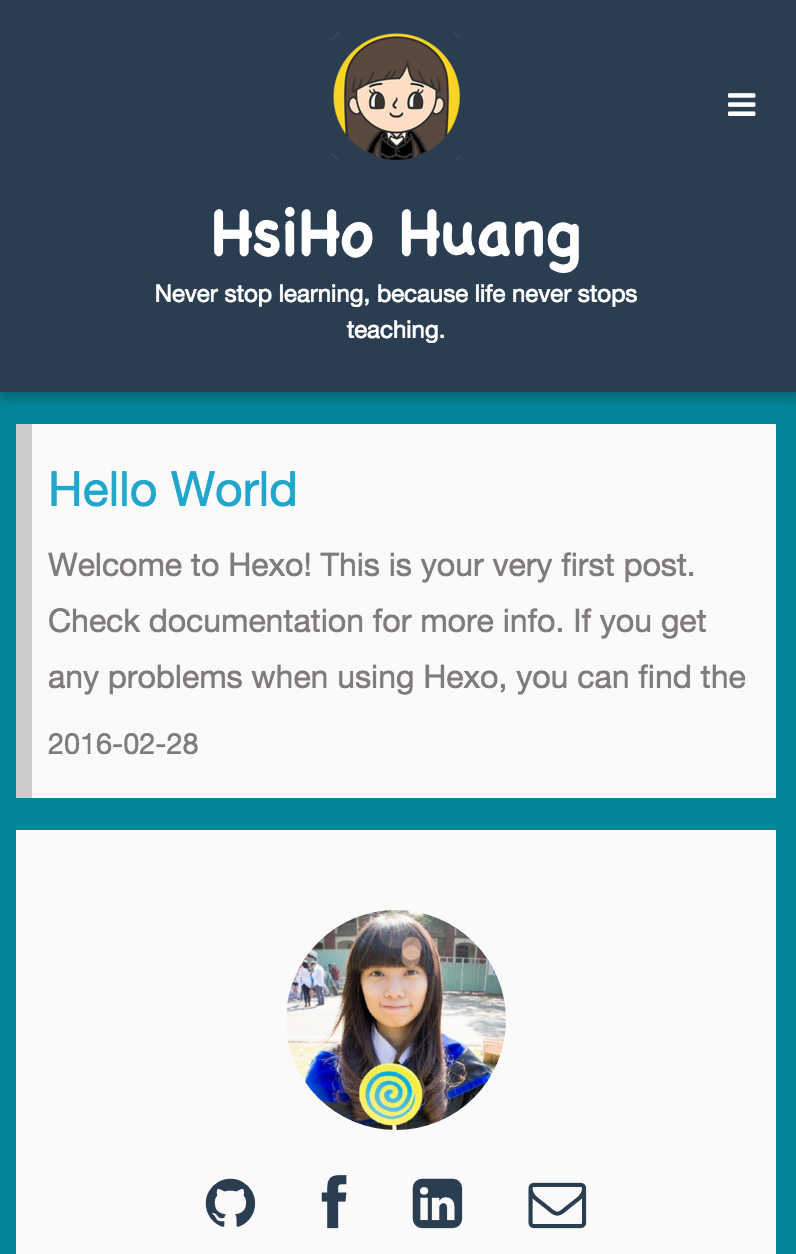 HsiHo Huang
Never stop learning, because life never stops
teaching.
Hello World
Welcome to Hexo! This is your very first post.
Check documentation for more info. If you get
any problems when using Hexo, you can find the
2016-02-28
in